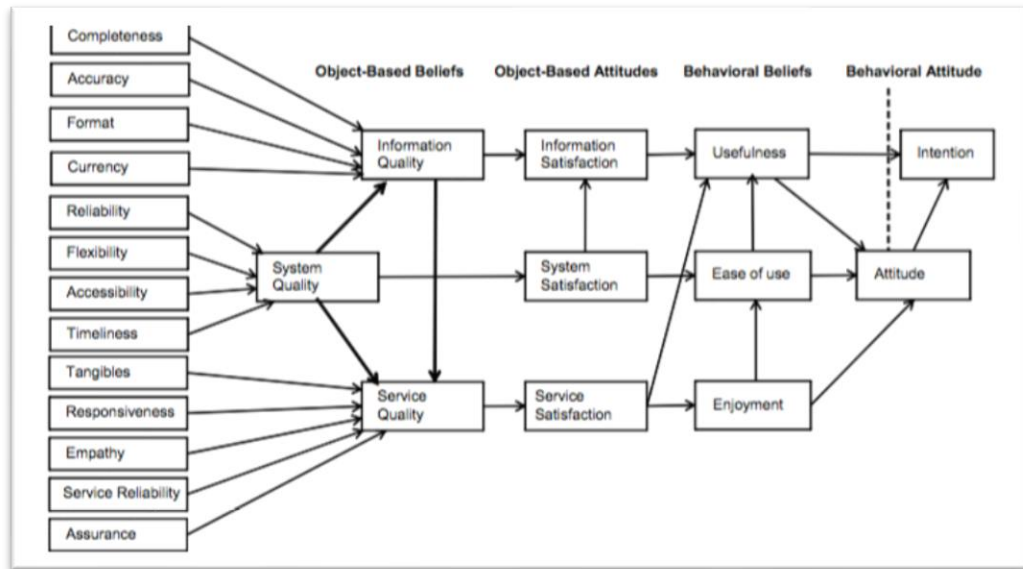 Completeness
Accuracy
Format
Currency
Reliability
Flexibility
Accessibility
Timeliness
Tangibles
Responsiveness
Empathy
Service Reliability
Assurance
Object-Based Beliefs
Object-Based Attitudes
Behavioral Beliefs
Behavioral Attitude
Information
Quality
Information
Satisfaction
Usefulness
Intention
System
Quality
System
Satisfaction
Ease of use
Attitude
Service
Quality
Service
Satisfaction
Enjoyment